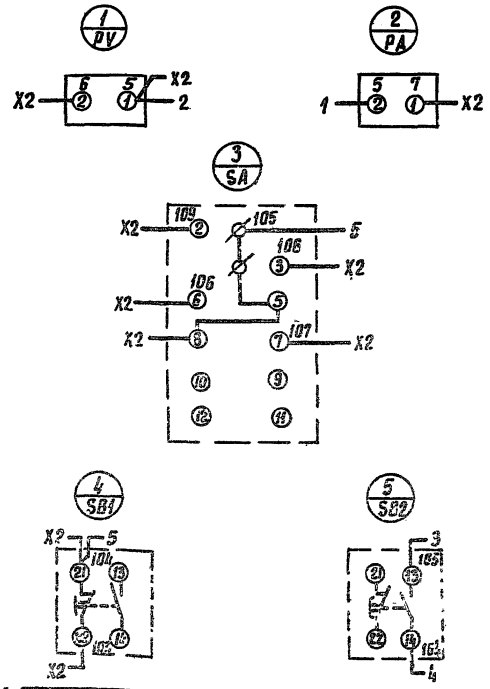 1 2
PV PA
6 5 X2 5 7
X2 2 1 2 1 2 1 X2
3
SA
109 105
X2 2 5
108
3 X2
106
X2 6 5
X2 8 7 107 X2
10 9
12 11
4 5
SB1 SB2
X2 5 3
104 105
21 13 21 13
22 14
X2 4